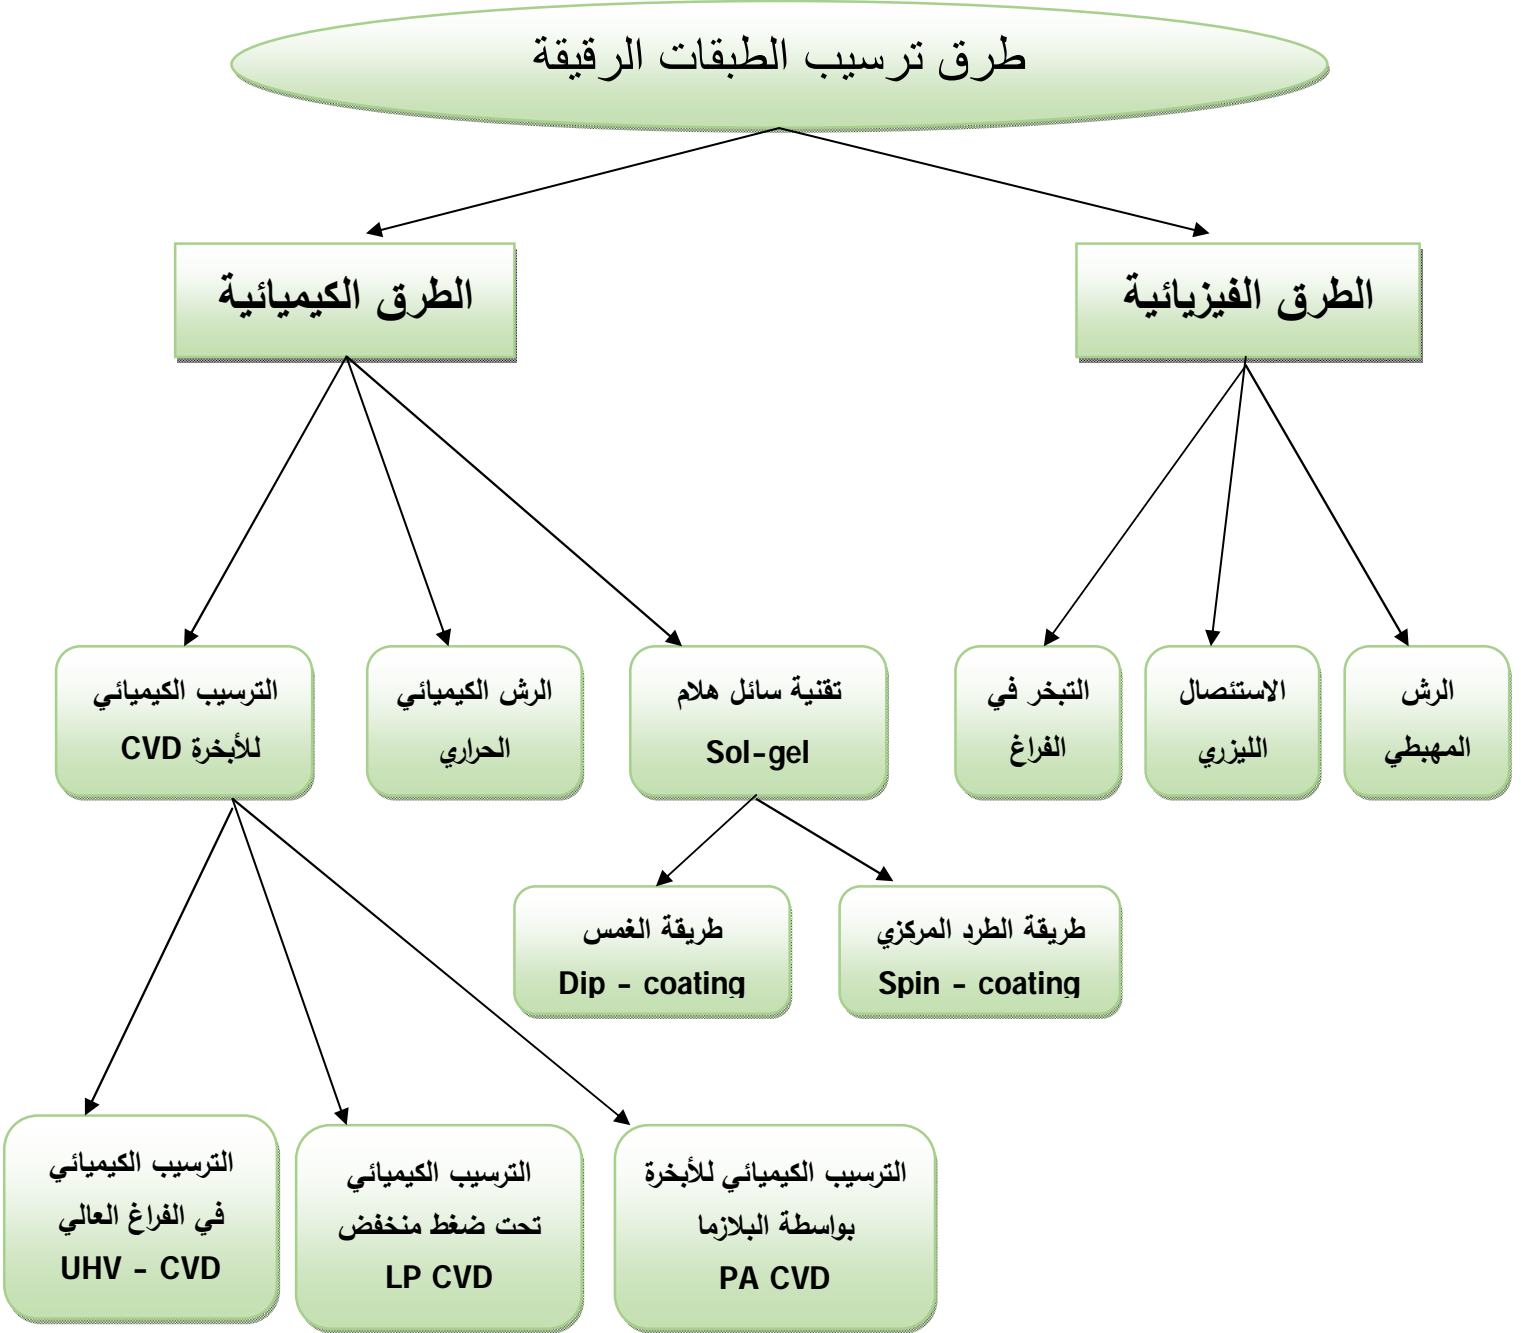 طرق ترسيب الطبقات الرقيقة
الطرق الفيزيائية
الطرق الكيميائية
الرش
المهبطي
الاستئصال
الليزري
التبخر في
الفراغ
تقنية سائل هلام
Sol-gel
الرش الكيميائي
الحراري
الترسيب الكيميائي
للأبخرة CVD
طريقة الطرد المركزي
Spin - coating
طريقة الغمس
Dip - coating
الترسيب الكيميائي للأبخرة
بواسطة البلازما
PA CVD
الترسيب الكيميائي
تحت ضغط منخفض
LP CVD
الترسيب الكيميائي
في الفراغ العالي
UHV - CVD